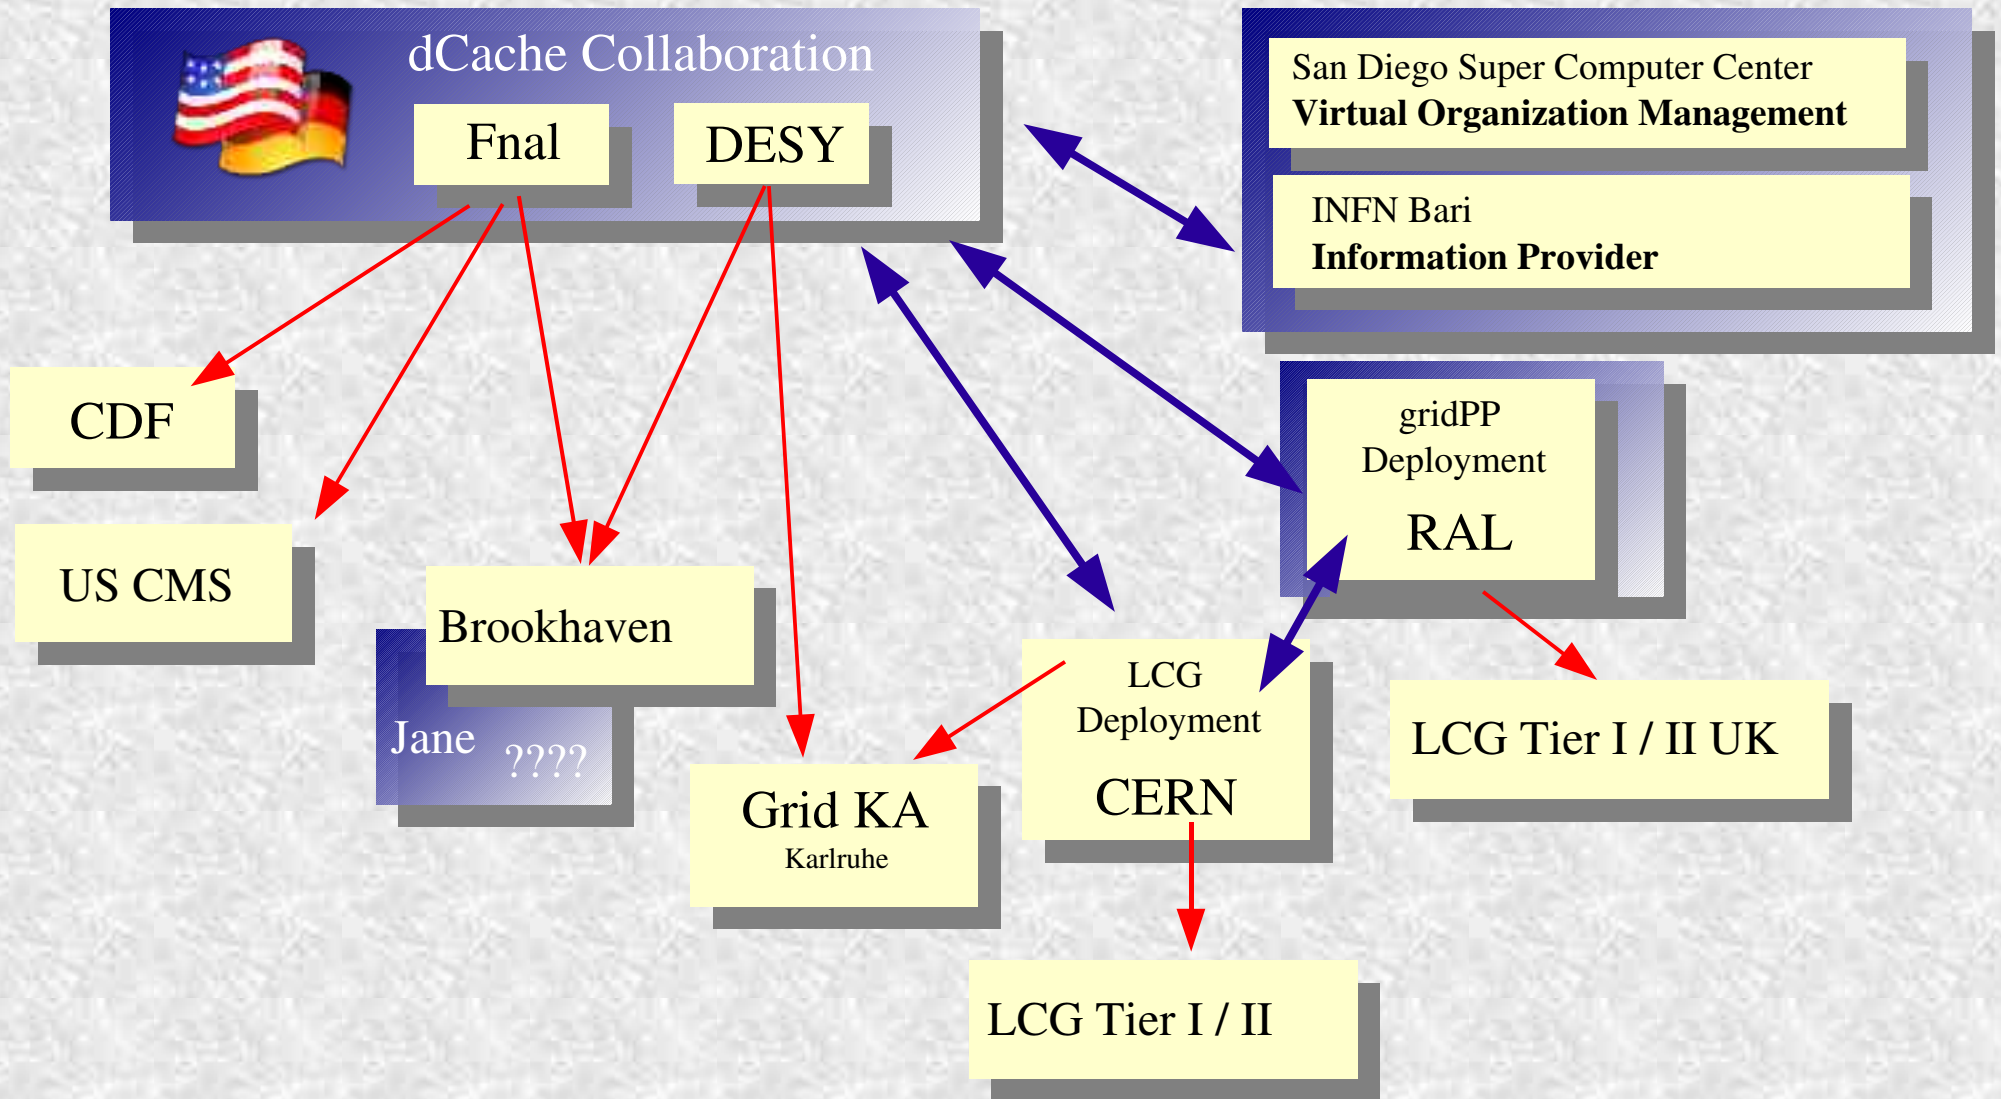 dCache Collaboration
Fnal
DESY
San Diego Super Computer Center
Virtual Organization Management
INFN Bari
Information Provider
CDF
US CMS
Brookhaven
Jane
????
Grid KA
Karlruhe
LCG
Deployment
CERN
gridPP
Deployment
RAL
LCG Tier I / II UK
LCG Tier I / II